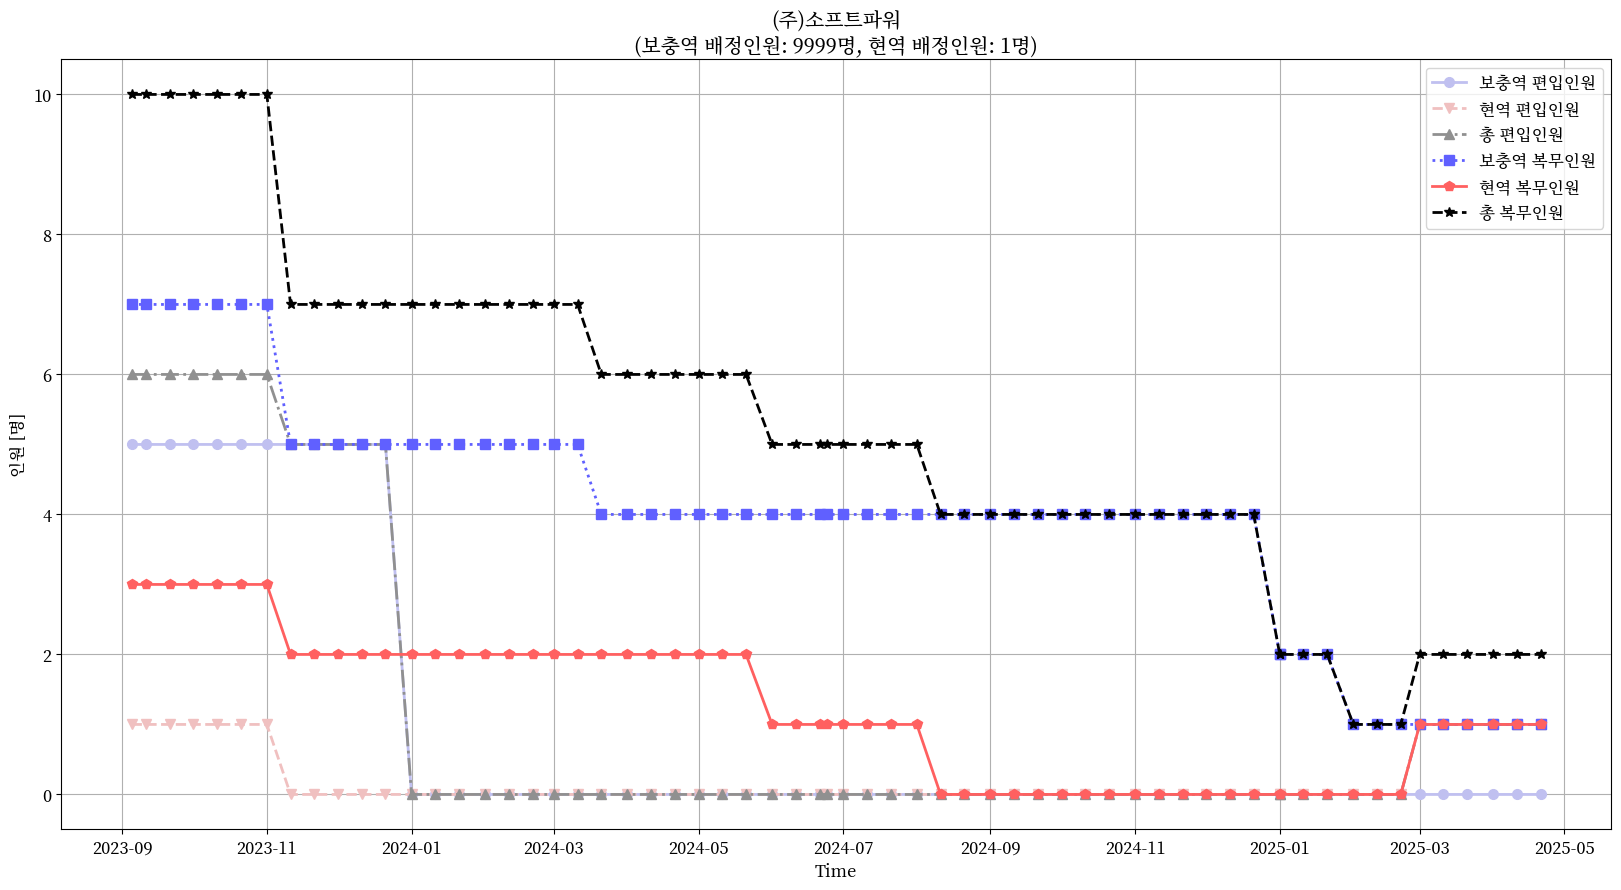 (주)소프트파워
(보충역 배정인원: 9999명, 현역 배정인원: 1명)
보충역 편입인원
현역 편입인원
총 편입인원
보충역 복무인원
현역 복무인원
총 복무인원
인원 [명]
10
8
6
4
2
0
2023-09 2023-11 2024-01 2024-03 2024-05 2024-07 2024-09 2024-11 2025-01 2025-03 2025-05
Time